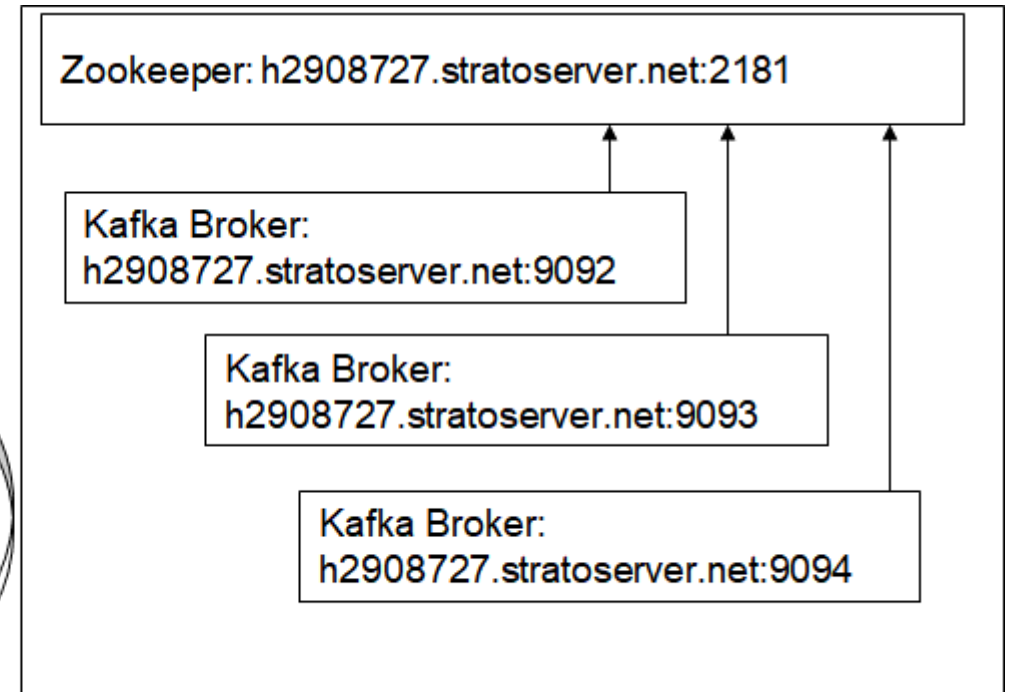 Zookeeper: h2908727.stratoserver.net:2181
Kafka Broker:
h2908727.stratoserver.net:9092
Kafka Broker:
h2908727.stratoserver.net:9093
Kafka Broker:
h2908727.stratoserver.net:9094